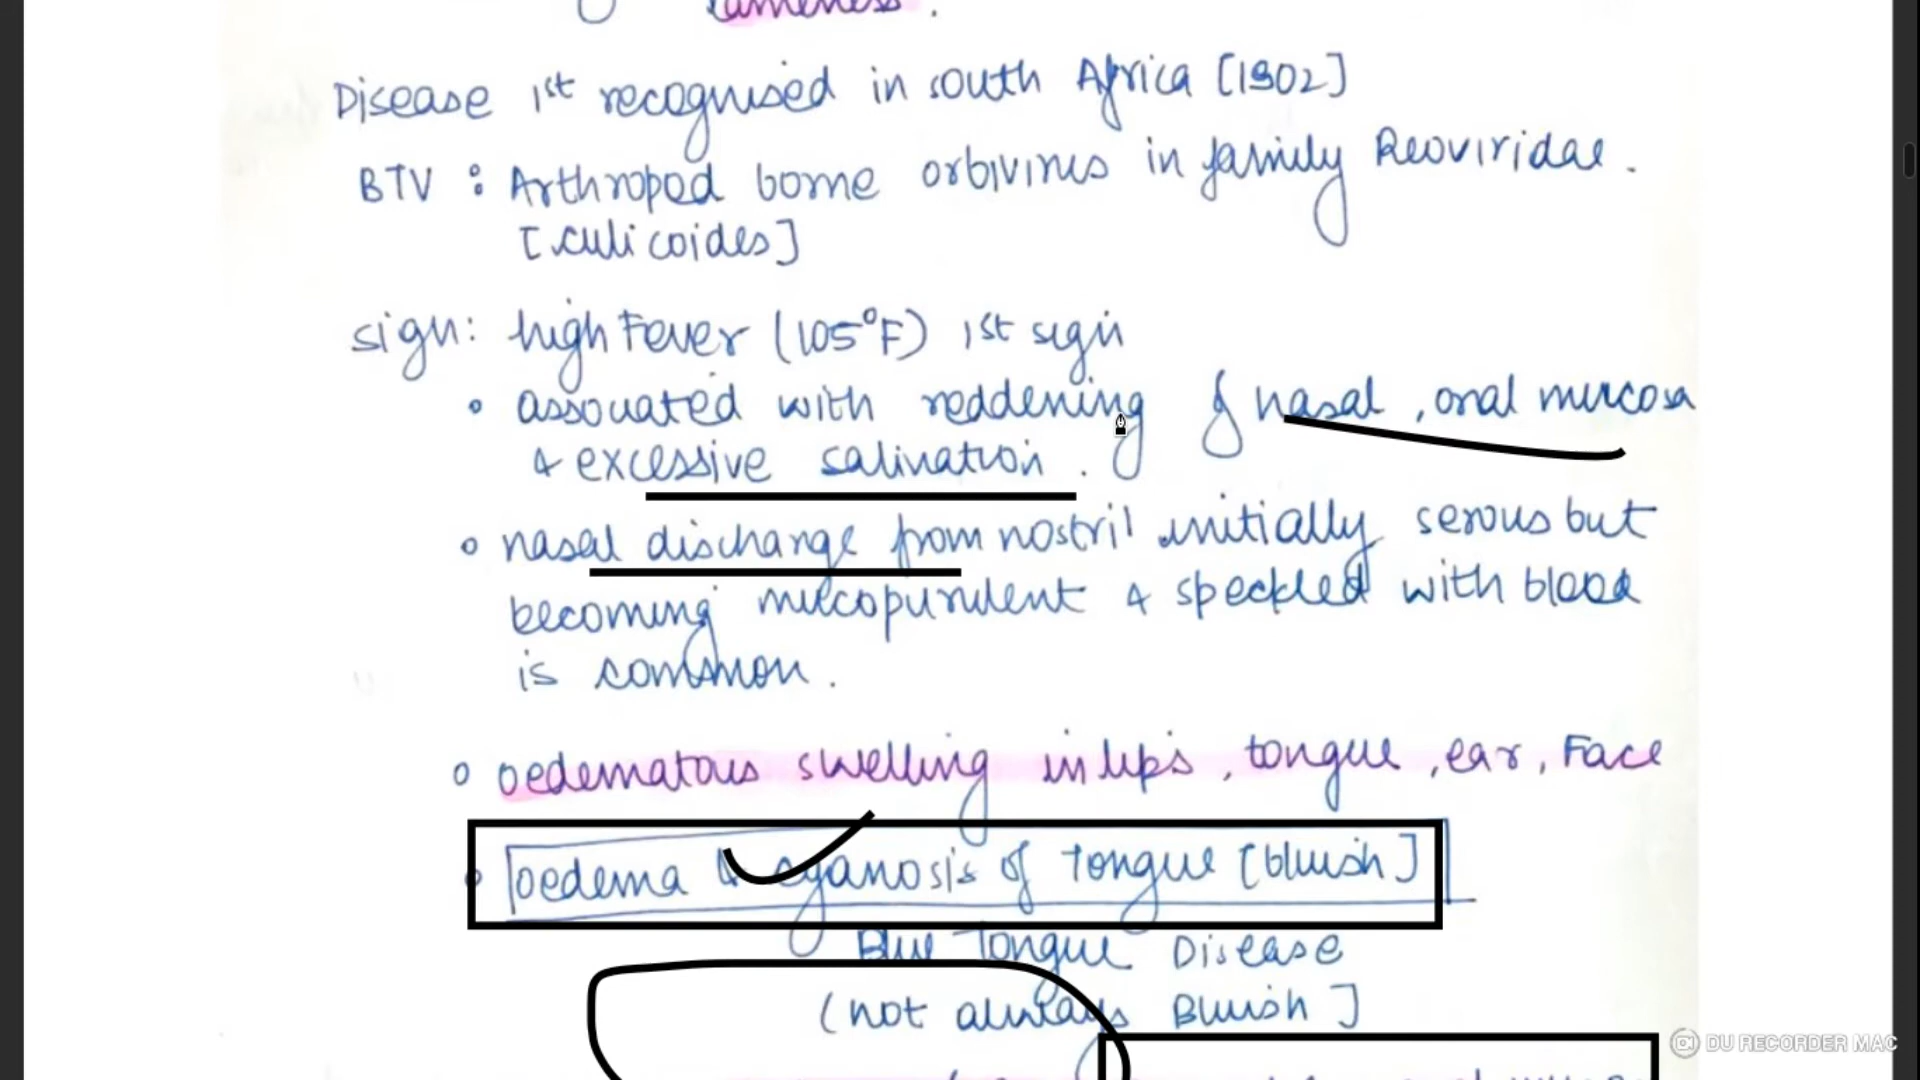 lameness.
Disease 1st recognised in south Africa [1902]
BTV : Arthropod borne orbivirus in family Reoviridae.
[culicoides]
sign: high Fever (105°F) 1st sign
• associated with reddening of nasal, oral mucosa
& excessive salivation.
• nasal discharge from nostril initially serous but
becoming mucopurulent & speckled with blood
is common.
• oedematous swelling in lips, tongue, ear, Face
• oedema & cyanosis of Tongue [bluish]
Blue Tongue Disease
(not always Bluish]
DU RECORDER MAC